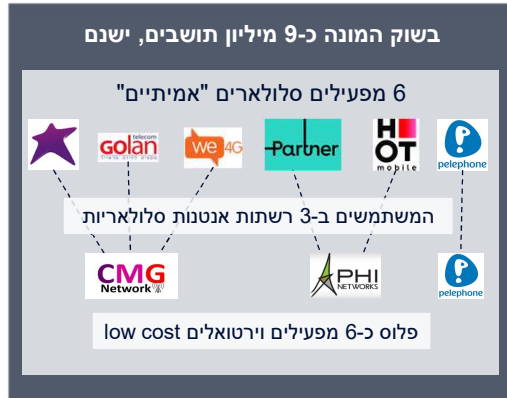 בשוק המונה כ-9 מיליון תושבים, ישנם
6 מפעילים סלולארים "אמיתיים"
golan telecom
we 4G
Partner
HOT mobile
pelephone
המשתמשים ב-3 רשתות אנטנות סלולאריות
CMG Network
PHI NETWORKS
pelephone
פלוס כ-6 מפעילים וירטואלים low cost